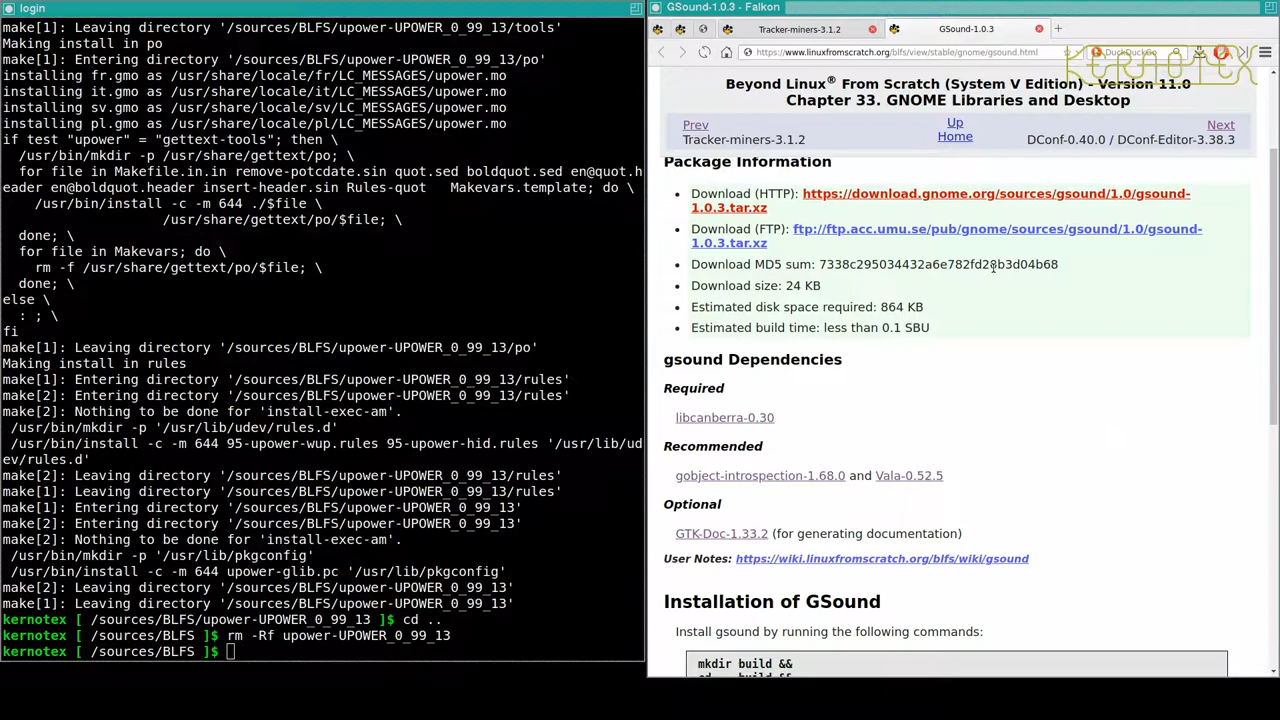 login
make[1]: Leaving directory '/sources/BLFS/upower-UPOWER_0_99_13/tools'
Making install in po
make[1]: Entering directory '/sources/BLFS/upower-UPOWER_0_99_13/po'
installing fr.gmo as /usr/share/locale/fr/LC_MESSAGES/upower.mo
installing it.gmo as /usr/share/locale/it/LC_MESSAGES/upower.mo
installing sv.gmo as /usr/share/locale/sv/LC_MESSAGES/upower.mo
installing pl.gmo as /usr/share/locale/pl/LC_MESSAGES/upower.mo
if test "upower" = "gettext-tools"; then \
  /usr/bin/mkdir -p /usr/share/gettext/po; \
  for file in Makefile.in.in remove-potcdate.sin quot.sed boldquot.sed en@quot.h
eader en@boldquot.header insert-header.sin Rules-quot   Makevars.template; do \
    /usr/bin/install -c -m 644 ./$file \
                    /usr/share/gettext/po/$file; \
  done; \
  for file in Makevars; do \
    rm -f /usr/share/gettext/po/$file; \
  done; \
else \
  : ; \
fi
make[1]: Leaving directory '/sources/BLFS/upower-UPOWER_0_99_13/po'
Making install in rules
make[1]: Entering directory '/sources/BLFS/upower-UPOWER_0_99_13/rules'
make[2]: Entering directory '/sources/BLFS/upower-UPOWER_0_99_13/rules'
make[2]: Nothing to be done for 'install-exec-am'.
 /usr/bin/mkdir -p '/usr/lib/udev/rules.d'
 /usr/bin/install -c -m 644 95-upower-wup.rules 95-upower-hid.rules '/usr/lib/ud
ev/rules.d'
make[2]: Leaving directory '/sources/BLFS/upower-UPOWER_0_99_13/rules'
make[1]: Leaving directory '/sources/BLFS/upower-UPOWER_0_99_13/rules'
make[1]: Entering directory '/sources/BLFS/upower-UPOWER_0_99_13'
make[2]: Entering directory '/sources/BLFS/upower-UPOWER_0_99_13'
make[2]: Nothing to be done for 'install-exec-am'.
 /usr/bin/mkdir -p '/usr/lib/pkgconfig'
 /usr/bin/install -c -m 644 upower-glib.pc '/usr/lib/pkgconfig'
make[2]: Leaving directory '/sources/BLFS/upower-UPOWER_0_99_13'
make[1]: Leaving directory '/sources/BLFS/upower-UPOWER_0_99_13'
kernotex [ /sources/BLFS/upower-UPOWER_0_99_13 ]$ cd ..
kernotex [ /sources/BLFS ]$ rm -Rf upower-UPOWER_0_99_13
kernotex [ /sources/BLFS ]$
GSound-1.0.3 - Falkon
Tracker-miners-3.1.2
GSound-1.0.3
https://www.linuxfromscratch.org/blfs/view/stable/gnome/gsound.html
DuckDuckGo
KERNOTEX
Beyond Linux® From Scratch (System V Edition) - Version 11.0
Chapter 33. GNOME Libraries and Desktop
Prev Up Next
Tracker-miners-3.1.2 Home DConf-0.40.0 / DConf-Editor-3.38.3
Package Information
• Download (HTTP): https://download.gnome.org/sources/gsound/1.0/gsound-
1.0.3.tar.xz
• Download (FTP): ftp://ftp.acc.umu.se/pub/gnome/sources/gsound/1.0/gsound-
1.0.3.tar.xz
• Download MD5 sum: 7338c295034432a6e782fd28b3d04b68
• Download size: 24 KB
• Estimated disk space required: 864 KB
• Estimated build time: less than 0.1 SBU
gsound Dependencies
Required
libcanberra-0.30
Recommended
gobject-introspection-1.68.0 and Vala-0.52.5
Optional
GTK-Doc-1.33.2 (for generating documentation)
User Notes: https://wiki.linuxfromscratch.org/blfs/wiki/gsound
Installation of GSound
Install gsound by running the following commands:
mkdir build &&
cd    build &&